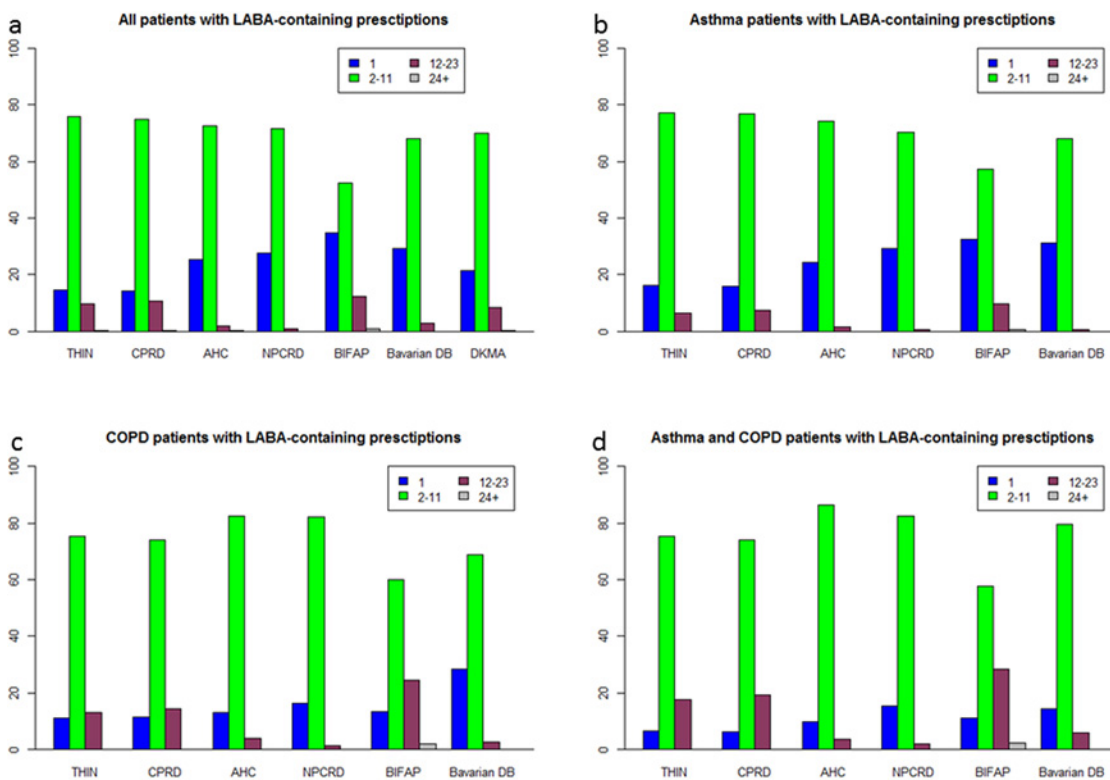 a
All patients with LABA-containing presctiptions
0 20 40 60 80 100
1 12-23
2-11 24+
THIN CPRD AHC NPCRD BIFAP Bavarian DB DKMA
b
Asthma patients with LABA-containing presctiptions
0 20 40 60 80 100
1 12-23
2-11 24+
THIN CPRD AHC NPCRD BIFAP Bavarian DB
c
COPD patients with LABA-containing presctiptions
0 20 40 60 80 100
1 12-23
2-11 24+
THIN CPRD AHC NPCRD BIFAP Bavarian DB
d
Asthma and COPD patients with LABA-containing presctiptions
0 20 40 60 80 100
1 12-23
2-11 24+
THIN CPRD AHC NPCRD BIFAP Bavarian DB